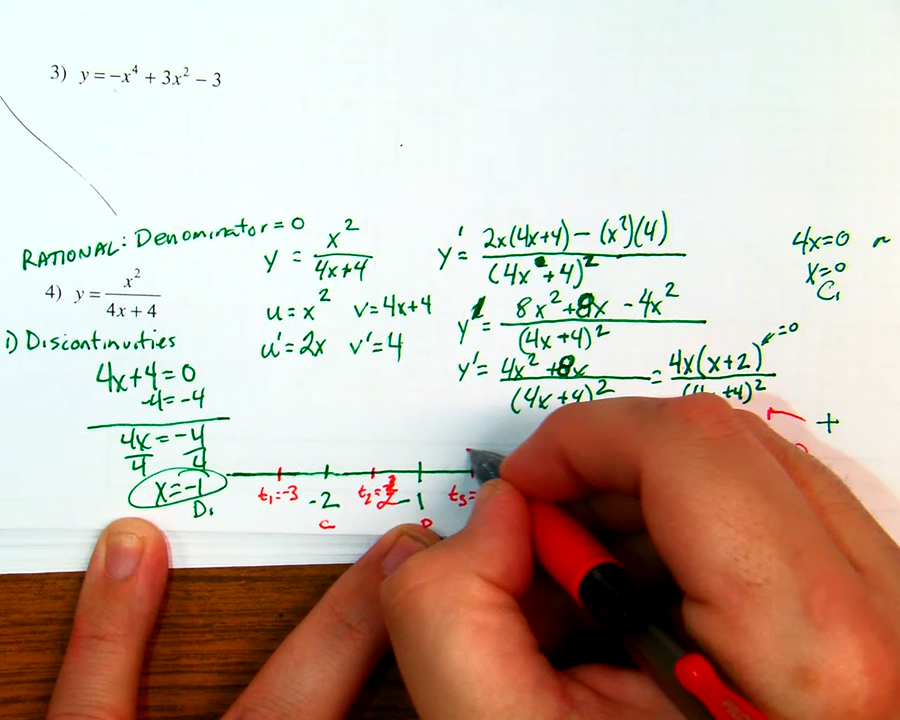 3) y = −x⁴ + 3x² − 3
RATIONAL: Denominator = 0
4) y = x²/(4x + 4)
1) Discontinuities
4x+4=0
-4=-4
4x/4 = -4/4
x=-1
D₁
y = x²/(4x+4)
u=x² v=4x+4
u'=2x v'=4
y' = (2x(4x+4) − (x²)(4))/(4x+4)²
y' = (8x²+8x − 4x²)/(4x+4)²
y' = (4x²+8x)/(4x+4)² = 4x(x+2)/(4x+4)²
=0
4x=0
x=0
C₁
+
t₁=-3 -2 t₂= -1 t₃=
C D